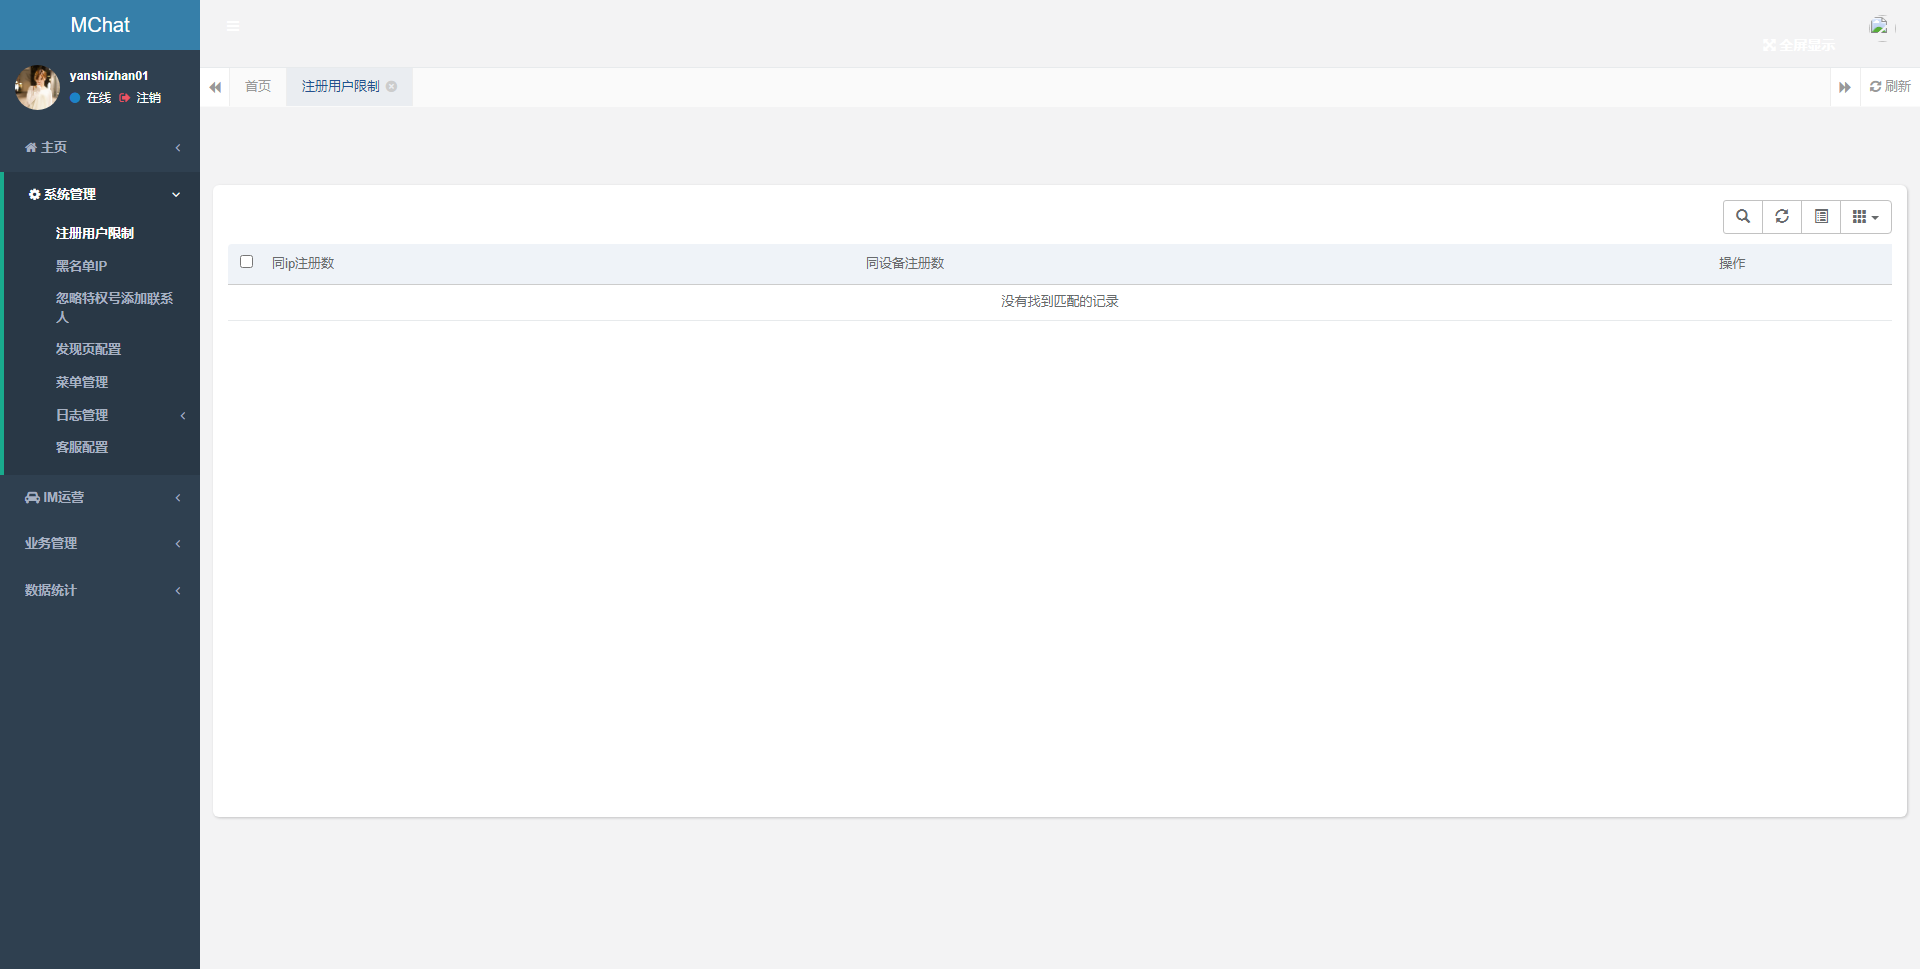 MChat
yanshizhan01
在线 注销
主页
系统管理
注册用户限制
黑名单IP
忽略特权号添加联系
人
发现页配置
菜单管理
日志管理
客服配置
IM运营
业务管理
数据统计
全屏显示
首页 注册用户限制 刷新
同ip注册数 同设备注册数 操作
没有找到匹配的记录